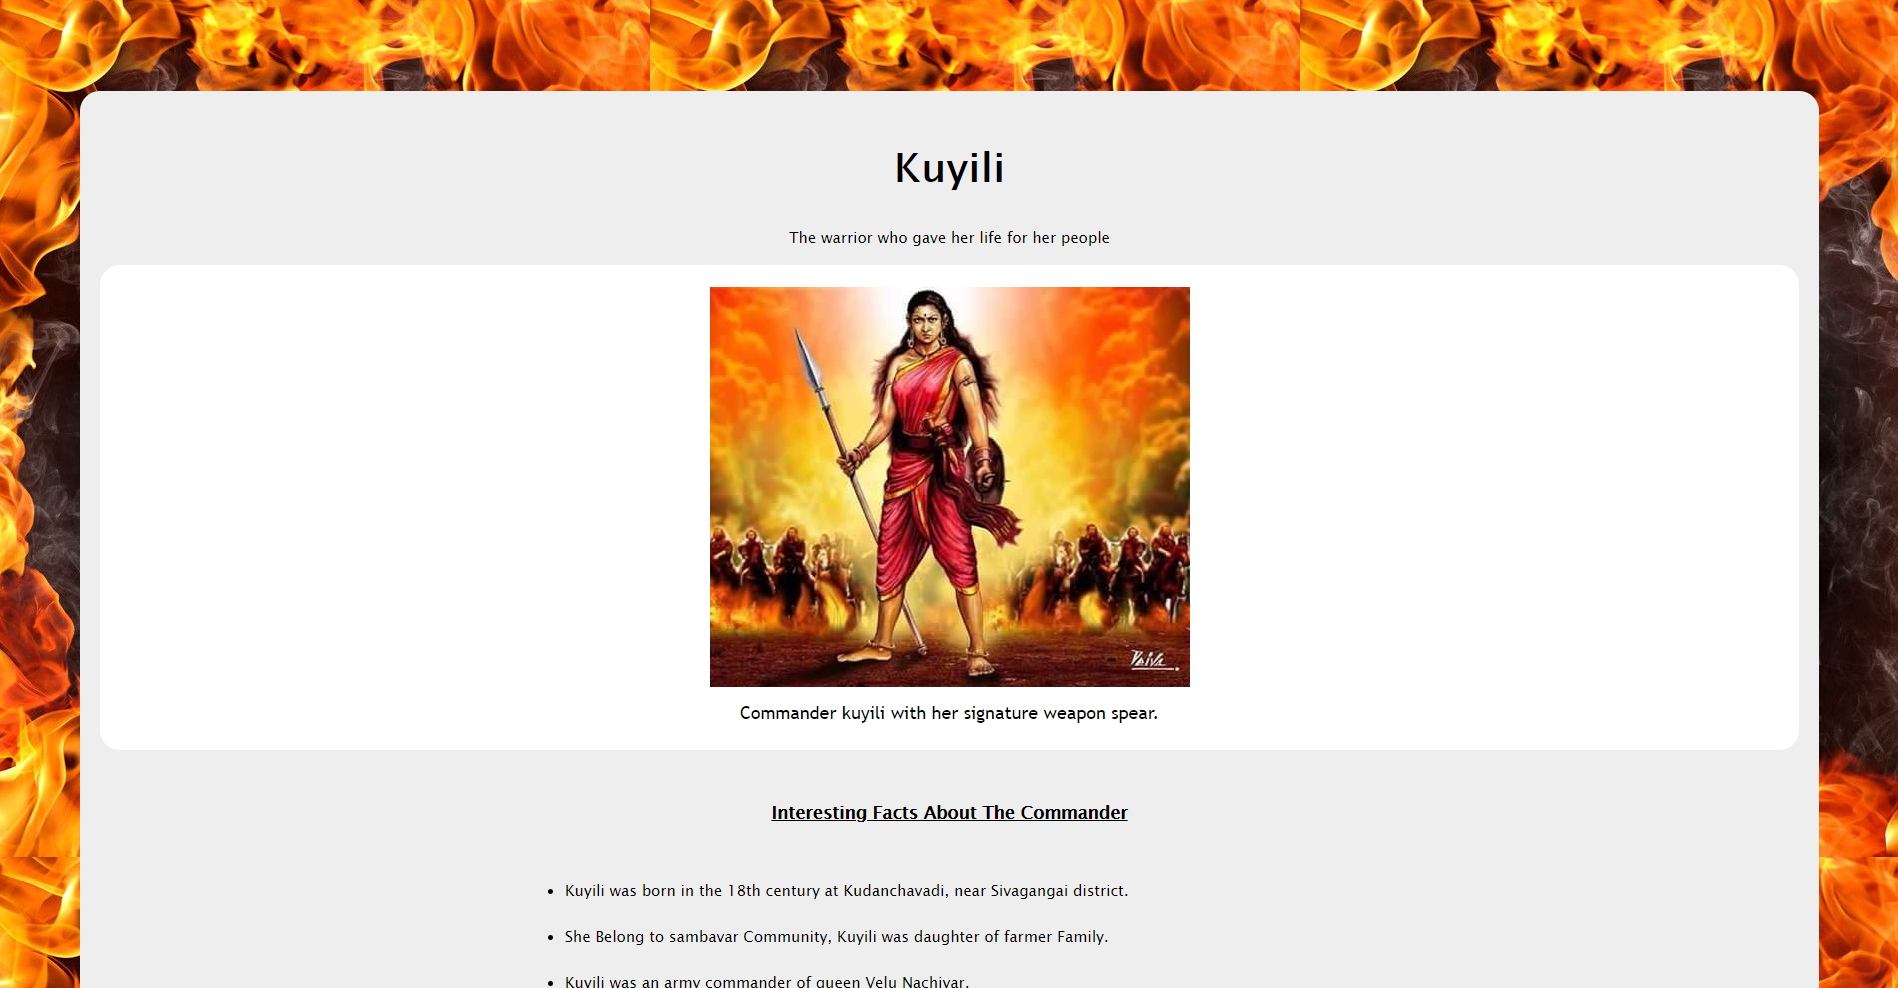 Kuyili
The warrior who gave her life for her people
Commander kuyili with her signature weapon spear.
Interesting Facts About The Commander
Kuyili was born in the 18th century at Kudanchavadi, near Sivagangai district.
She Belong to sambavar Community, Kuyili was daughter of farmer Family.
Kuyili was an army commander of queen Velu Nachiyar.